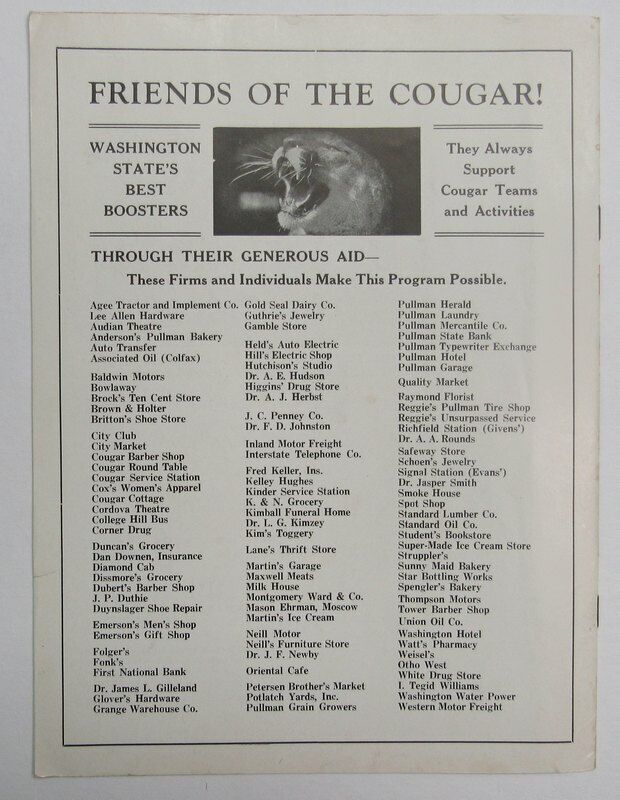 FRIENDS OF THE COUGAR!
WASHINGTON
STATE'S
BEST
BOOSTERS
They Always
Support
Cougar Teams
and Activities
THROUGH THEIR GENEROUS AID—
These Firms and Individuals Make This Program Possible.
Agee Tractor and Implement Co.
Lee Allen Hardware
Audian Theatre
Anderson's Pullman Bakery
Auto Transfer
Associated Oil (Colfax)
Baldwin Motors
Bowlaway
Brock's Ten Cent Store
Brown & Holter
Britton's Shoe Store
City Club
City Market
Cougar Barber Shop
Cougar Round Table
Cougar Service Station
Cox's Women's Apparel
Cougar Cottage
Cordova Theatre
College Hill Bus
Corner Drug
Duncan's Grocery
Dan Downen, Insurance
Diamond Cab
Dissmore's Grocery
Dubert's Barber Shop
J. P. Duthie
Duynslager Shoe Repair
Emerson's Men's Shop
Emerson's Gift Shop
Folger's
Fonk's
First National Bank
Dr. James L. Gilleland
Glover's Hardware
Grange Warehouse Co.
Gold Seal Dairy Co.
Guthrie's Jewelry
Gamble Store
Held's Auto Electric
Hill's Electric Shop
Hutchison's Studio
Dr. A. E. Hudson
Higgins' Drug Store
Dr. A. J. Herbst
J. C. Penney Co.
Dr. F. D. Johnston
Inland Motor Freight
Interstate Telephone Co.
Fred Keller, Ins.
Kelley Hughes
Kinder Service Station
K. & N. Grocery
Kimball Funeral Home
Dr. L. G. Kimzey
Kim's Toggery
Lane's Thrift Store
Martin's Garage
Maxwell Meats
Milk House
Montgomery Ward & Co.
Mason Ehrman, Moscow
Martin's Ice Cream
Neill Motor
Neill's Furniture Store
Dr. J. F. Newby
Oriental Cafe
Petersen Brother's Market
Potlatch Yards, Inc.
Pullman Grain Growers
Pullman Herald
Pullman Laundry
Pullman Mercantile Co.
Pullman State Bank
Pullman Typewriter Exchange
Pullman Hotel
Pullman Garage
Quality Market
Raymond Florist
Reggie's Pullman Tire Shop
Reggie's Unsurpassed Service
Richfield Station (Givens')
Dr. A. A. Rounds
Safeway Store
Schoen's Jewelry
Signal Station (Evans')
Dr. Jasper Smith
Smoke House
Spot Shop
Standard Lumber Co.
Standard Oil Co.
Student's Bookstore
Super-Made Ice Cream Store
Struppler's
Sunny Maid Bakery
Star Bottling Works
Spengler's Bakery
Thompson Motors
Tower Barber Shop
Union Oil Co.
Washington Hotel
Watt's Pharmacy
Weisel's
Otho West
White Drug Store
I. Tegid Williams
Washington Water Power
Western Motor Freight